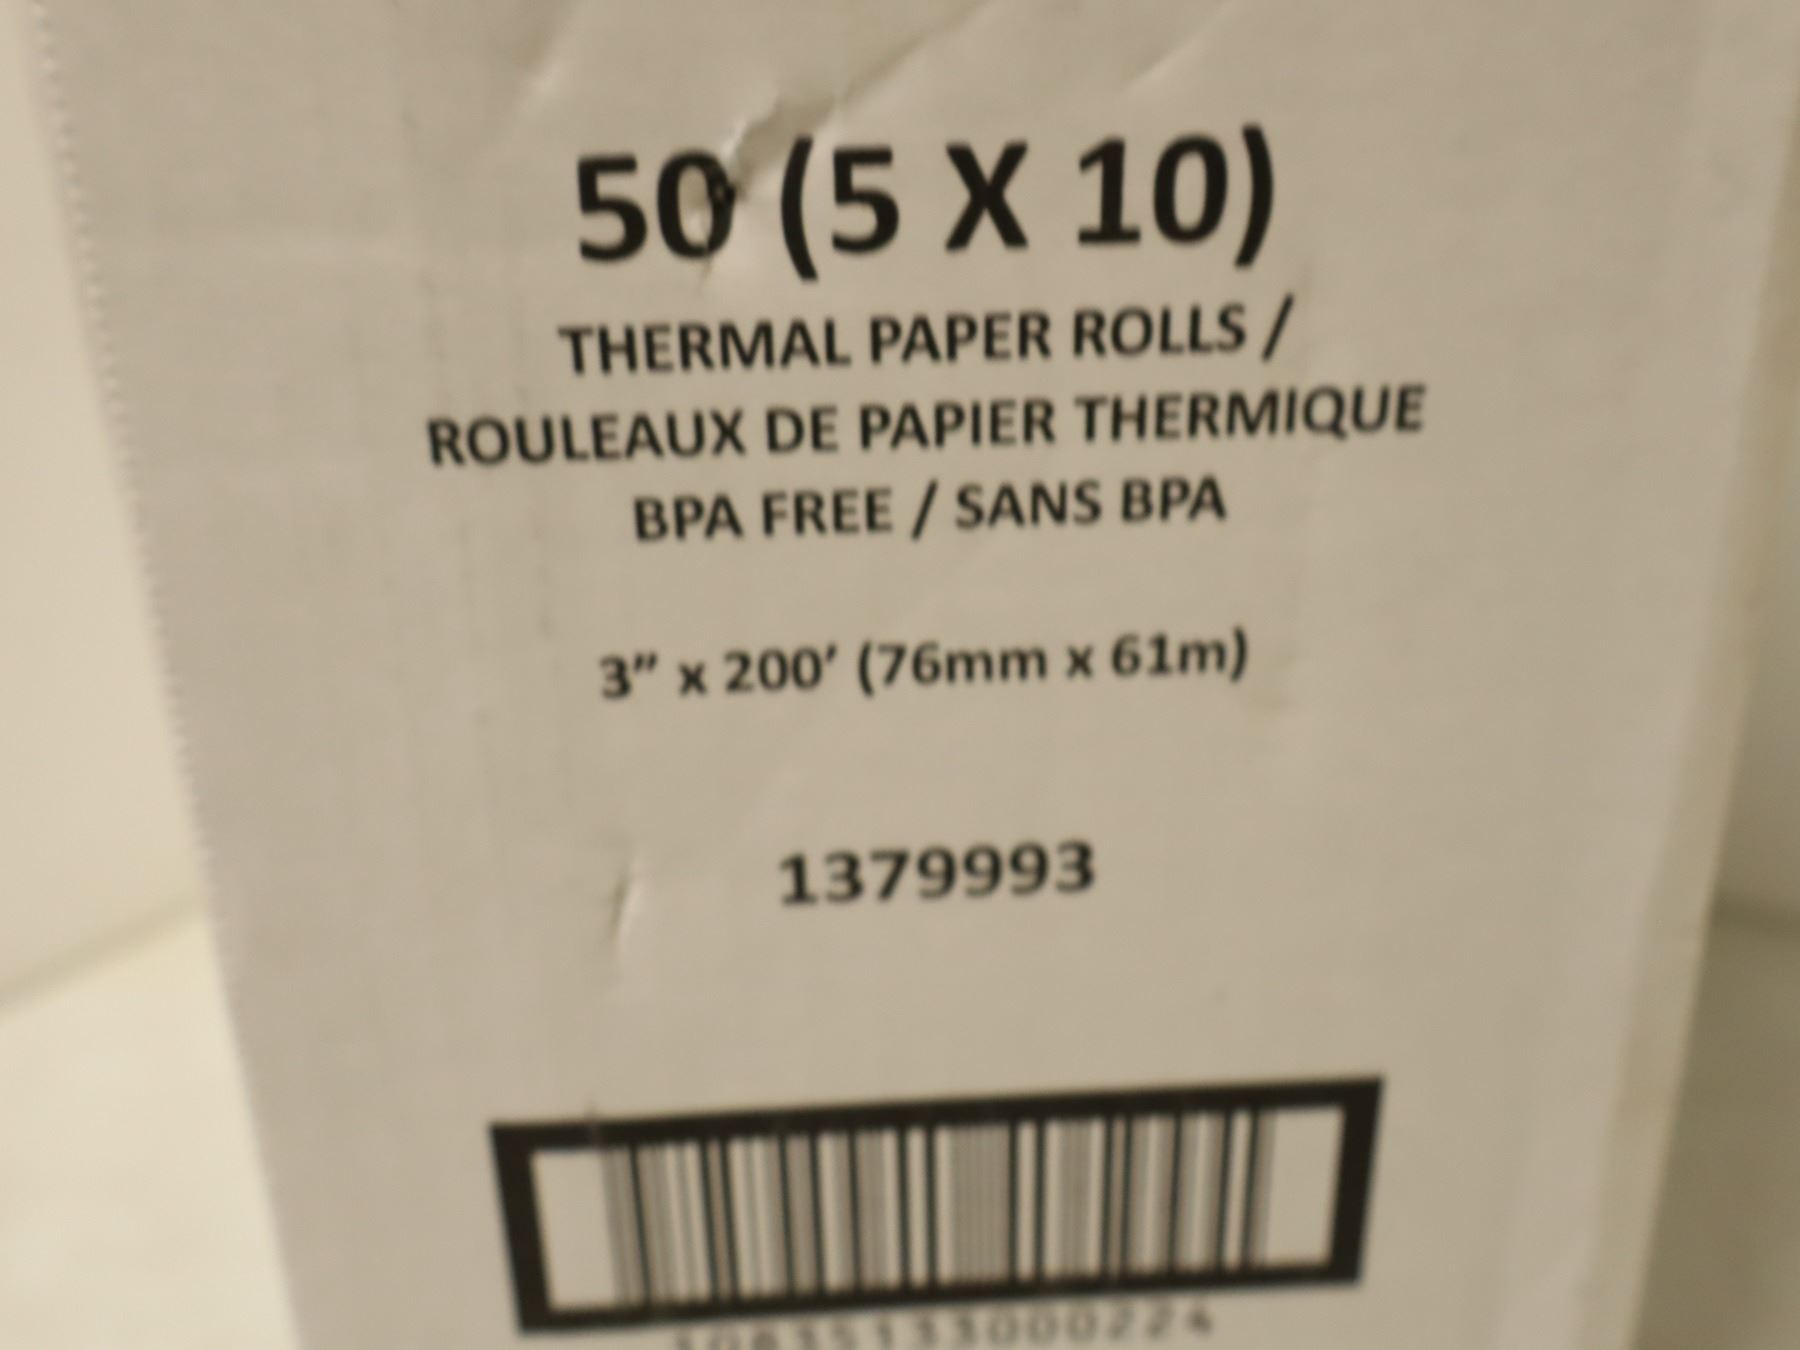 50 (5 X 10)
THERMAL PAPER ROLLS /
ROULEAUX DE PAPIER THERMIQUE
BPA FREE / SANS BPA
3” x 200’ (76mm x 61m)
1379993